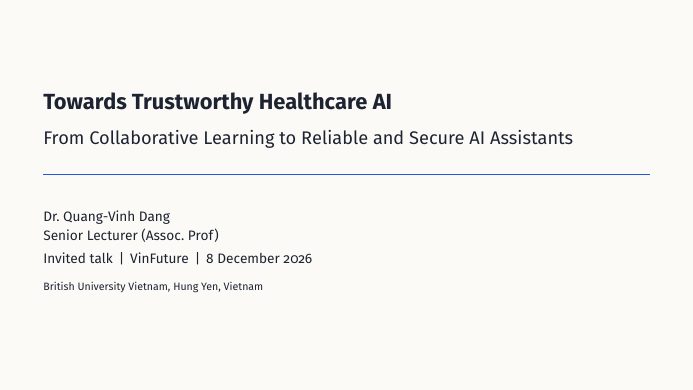 Towards Trustworthy Healthcare AI
From Collaborative Learning to Reliable and Secure AI Assistants
Dr. Quang-Vinh Dang
Senior Lecturer (Assoc. Prof)
Invited talk | VinFuture | 8 December 2026
British University Vietnam, Hung Yen, Vietnam